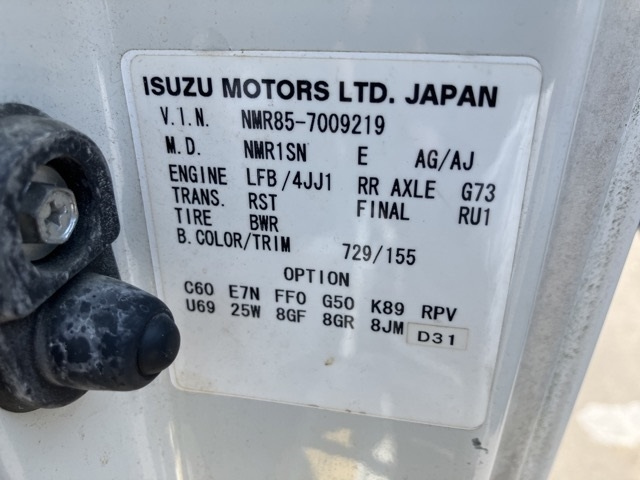 ISUZU MOTORS LTD. JAPAN
V.I.N. NMR85-7009219
M.D. NMR1SN E AG/AJ
ENGINE LFB/4JJ1 RR AXLE G73
TRANS. RST FINAL RU1
TIRE BWR
B.COLOR/TRIM 729/155
OPTION
C60 E7N FF0 G50 K89 RPV
U69 25W 8GF 8GR 8JM D31